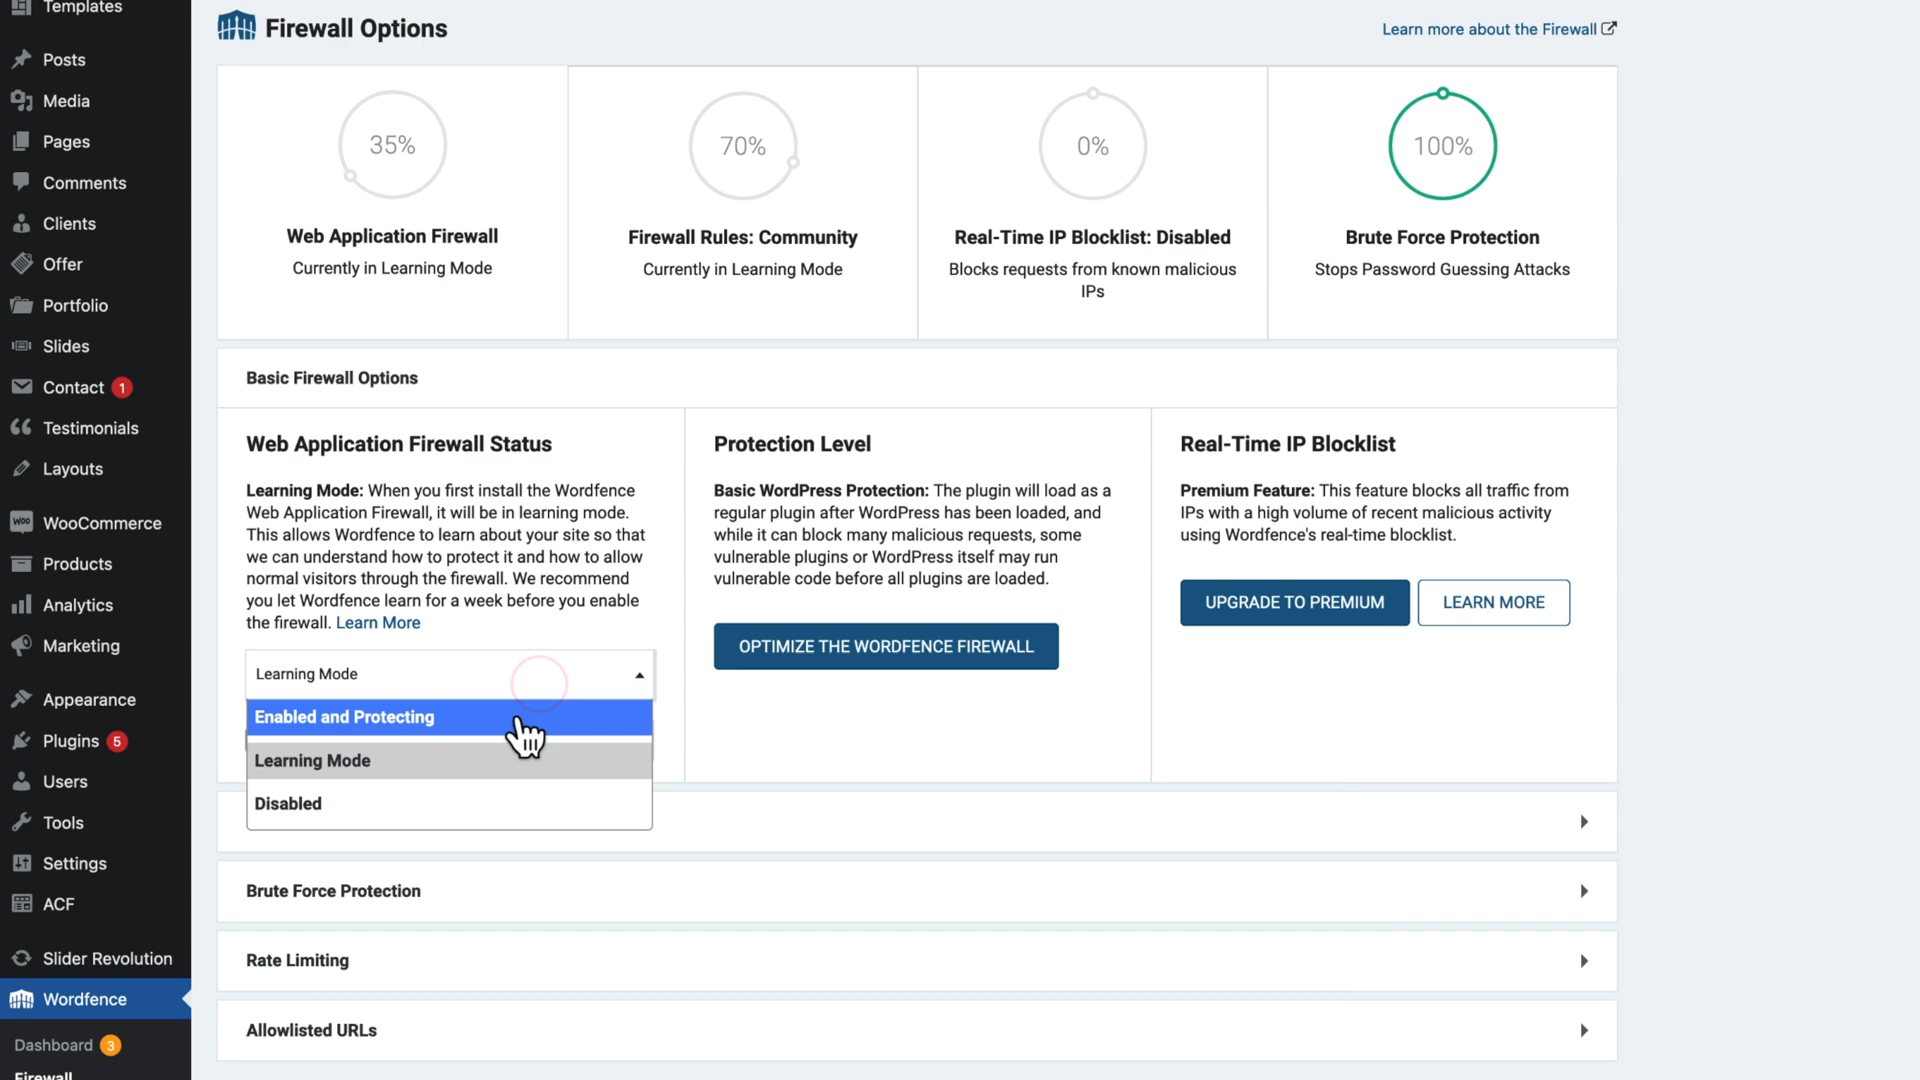 Templates
Posts
Media
Pages
Comments
Clients
Offer
Portfolio
Slides
Contact 1
Testimonials
Layouts
WOO WooCommerce
Products
Analytics
Marketing
Appearance
Plugins 5
Users
Tools
Settings
ACF
Slider Revolution
Wordfence
Dashboard 3
Firewall
Firewall Options
Learn more about the Firewall
35%
Web Application Firewall
Currently in Learning Mode
70%
Firewall Rules: Community
Currently in Learning Mode
0%
Real-Time IP Blocklist: Disabled
Blocks requests from known malicious
IPs
100%
Brute Force Protection
Stops Password Guessing Attacks
Basic Firewall Options
Web Application Firewall Status
Learning Mode: When you first install the Wordfence
Web Application Firewall, it will be in learning mode.
This allows Wordfence to learn about your site so that
we can understand how to protect it and how to allow
normal visitors through the firewall. We recommend
you let Wordfence learn for a week before you enable
the firewall. Learn More
Learning Mode
Enabled and Protecting
Learning Mode
Disabled
Protection Level
Basic WordPress Protection: The plugin will load as a
regular plugin after WordPress has been loaded, and
while it can block many malicious requests, some
vulnerable plugins or WordPress itself may run
vulnerable code before all plugins are loaded.
OPTIMIZE THE WORDFENCE FIREWALL
Real-Time IP Blocklist
Premium Feature: This feature blocks all traffic from
IPs with a high volume of recent malicious activity
using Wordfence's real-time blocklist.
UPGRADE TO PREMIUM
LEARN MORE
Brute Force Protection
Rate Limiting
Allowlisted URLs